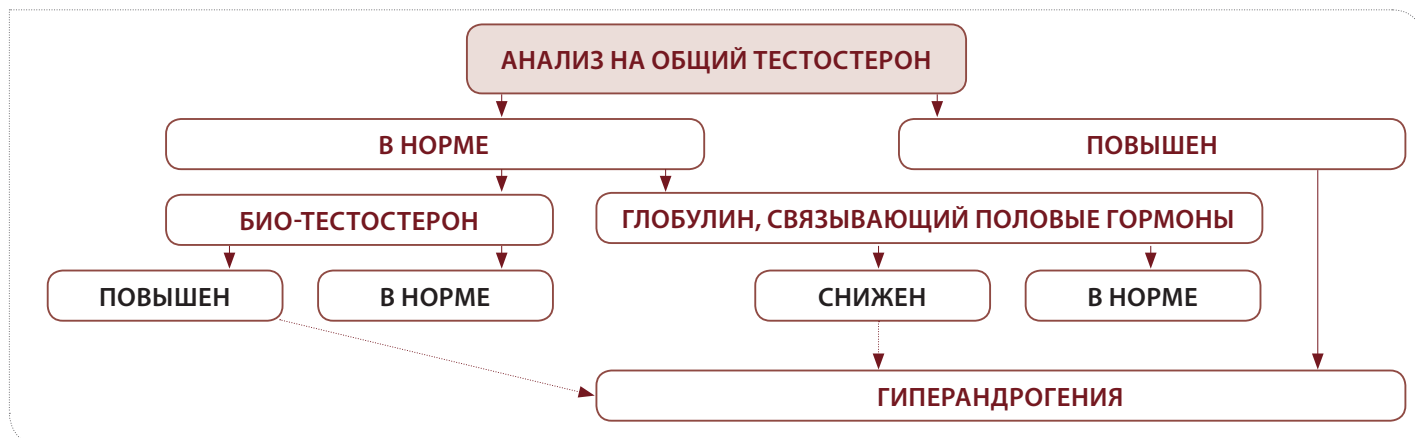 АНАЛИЗ НА ОБЩИЙ ТЕСТОСТЕРОН
В НОРМЕ
ПОВЫШЕН
БИО-ТЕСТОСТЕРОН
ГЛОБУЛИН, СВЯЗЫВАЮЩИЙ ПОЛОВЫЕ ГОРМОНЫ
ПОВЫШЕН
В НОРМЕ
СНИЖЕН
В НОРМЕ
ГИПЕРАНДРОГЕНИЯ